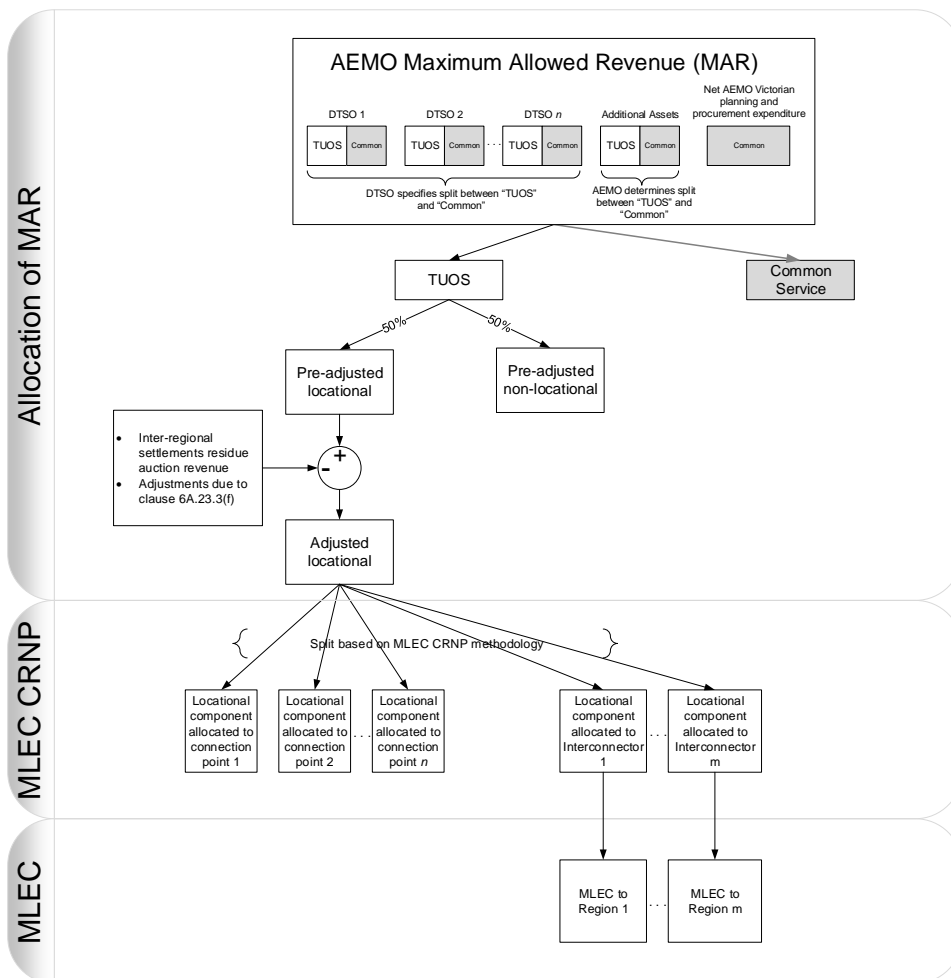 Allocation of MAR
AEMO Maximum Allowed Revenue (MAR)
Net AEMO Victorian
planning and
procurement expenditure
DTSO 1
DTSO 2
DTSO n
Additional Assets
TUOS
Common
TUOS
Common
. . .
TUOS
Common
TUOS
Common
Common
DTSO specifies split between “TUOS”
and “Common”
AEMO determines split
between “TUOS” and
“Common”
TUOS
Common
Service
50%
50%
Pre-adjusted
locational
Pre-adjusted
non-locational
• Inter-regional
settlements residue
auction revenue
• Adjustments due to
clause 6A.23.3(f)
+
-
Adjusted
locational
MLEC CRNP
Split based on MLEC CRNP methodology
Locational
component
allocated to
connection
point 1
Locational
component
allocated to
connection
point 2
. . .
Locational
component
allocated to
connection
point n
Locational
component
allocated to
Interconnector
1
. . .
Locational
component
allocated to
Interconnector
m
MLEC
MLEC to
Region 1
. . .
MLEC to
Region m